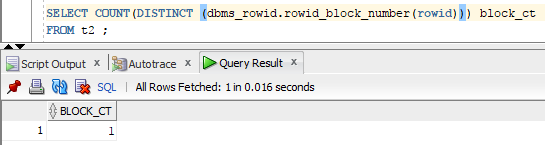 SELECT COUNT(DISTINCT (dbms_rowid.rowid_block_number(rowid))) block_ct
FROM t2 ;
Script Output × Autotrace × Query Result ×
SQL | All Rows Fetched: 1 in 0.016 seconds
BLOCK_CT
1 1